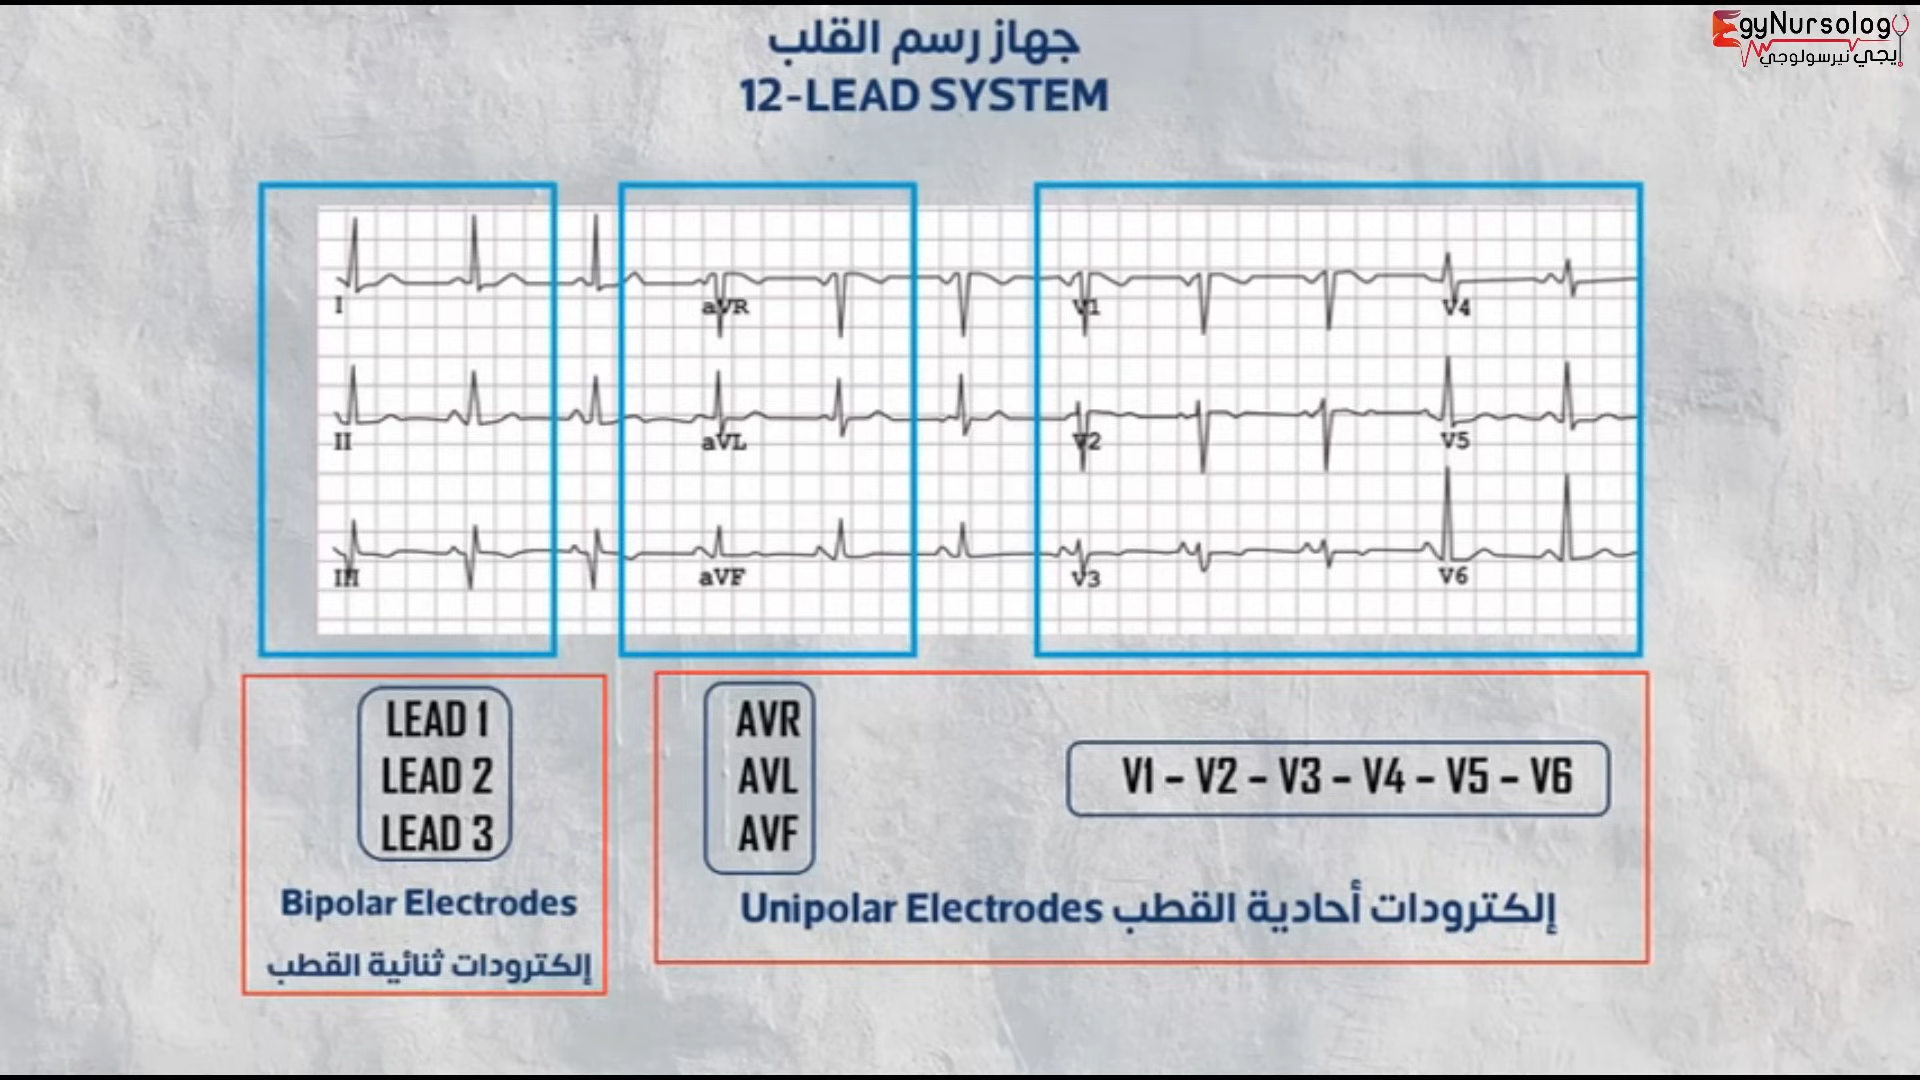 EgyNursology
إيجي نيرسولوجي
جهاز رسم القلب
12-LEAD SYSTEM
I aVR V1 V4
II aVL V2 V5
III aVF V3 V6
LEAD 1
LEAD 2
LEAD 3
Bipolar Electrodes
إلكترودات ثنائية القطب
AVR
AVL
AVF
V1 – V2 – V3 – V4 – V5 – V6
Unipolar Electrodes إلكترودات أحادية القطب